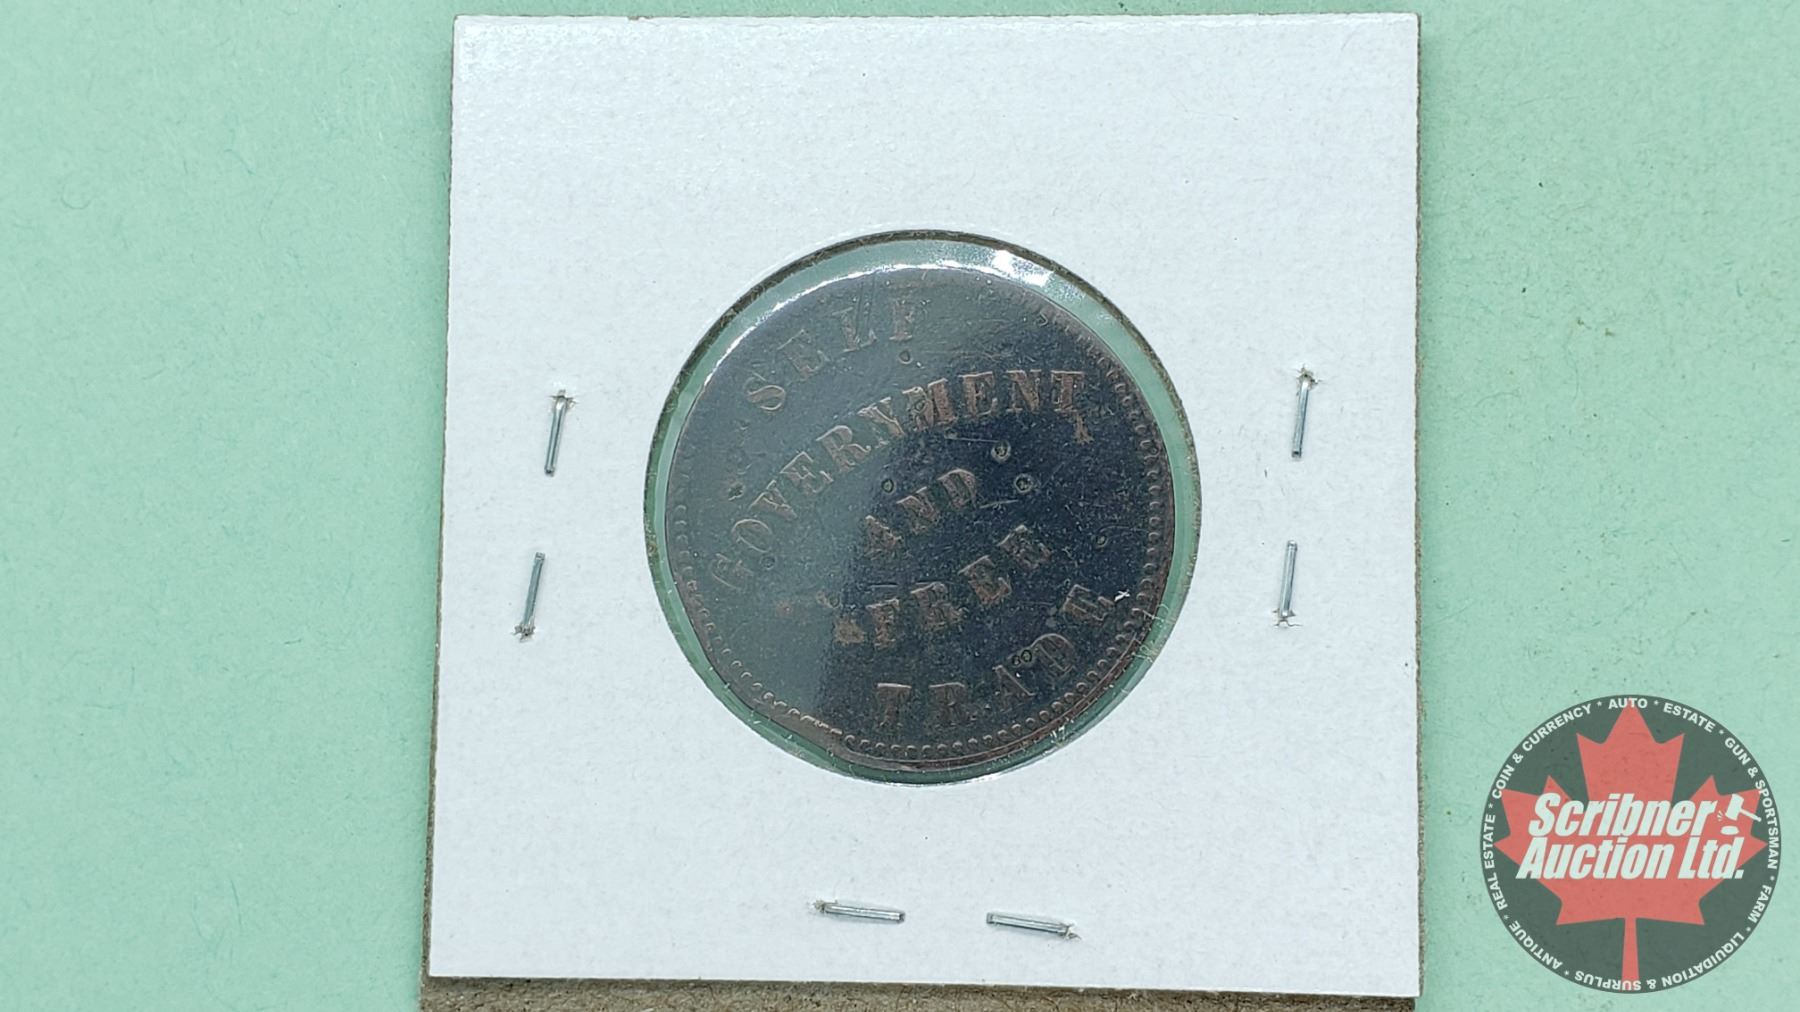 SELF
GOVERNMENT
AND
FREE
TRADE
Scribner
Auction Ltd.
* COIN & CURRENCY * AUTO * ESTATE * GUN & SPORTSMAN * FARM * LIQUIDATION & SURPLUS * ANTIQUE * REAL ESTATE